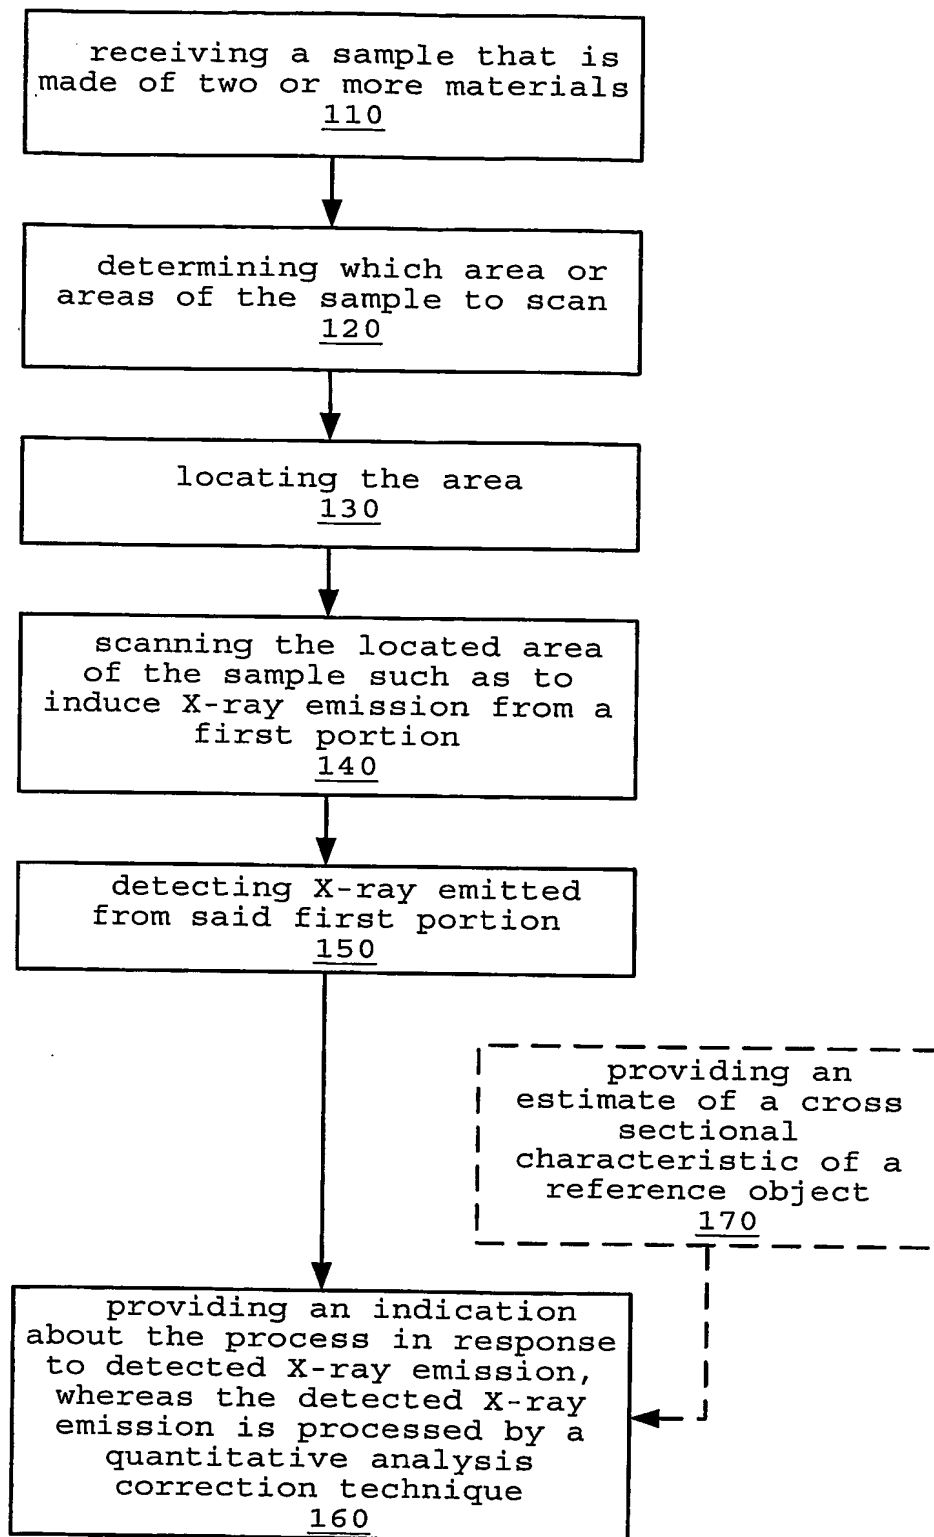 receiving a sample that is
made of two or more materials
110
determining which area or
areas of the sample to scan
120
locating the area
130
scanning the located area
of the sample such as to
induce X-ray emission from a
first portion
140
detecting X-ray emitted
from said first portion
150
providing an
estimate of a cross
sectional
characteristic of a
reference object
170
providing an indication
about the process in response
to detected X-ray emission,
whereas the detected X-ray
emission is processed by a
quantitative analysis
correction technique
160